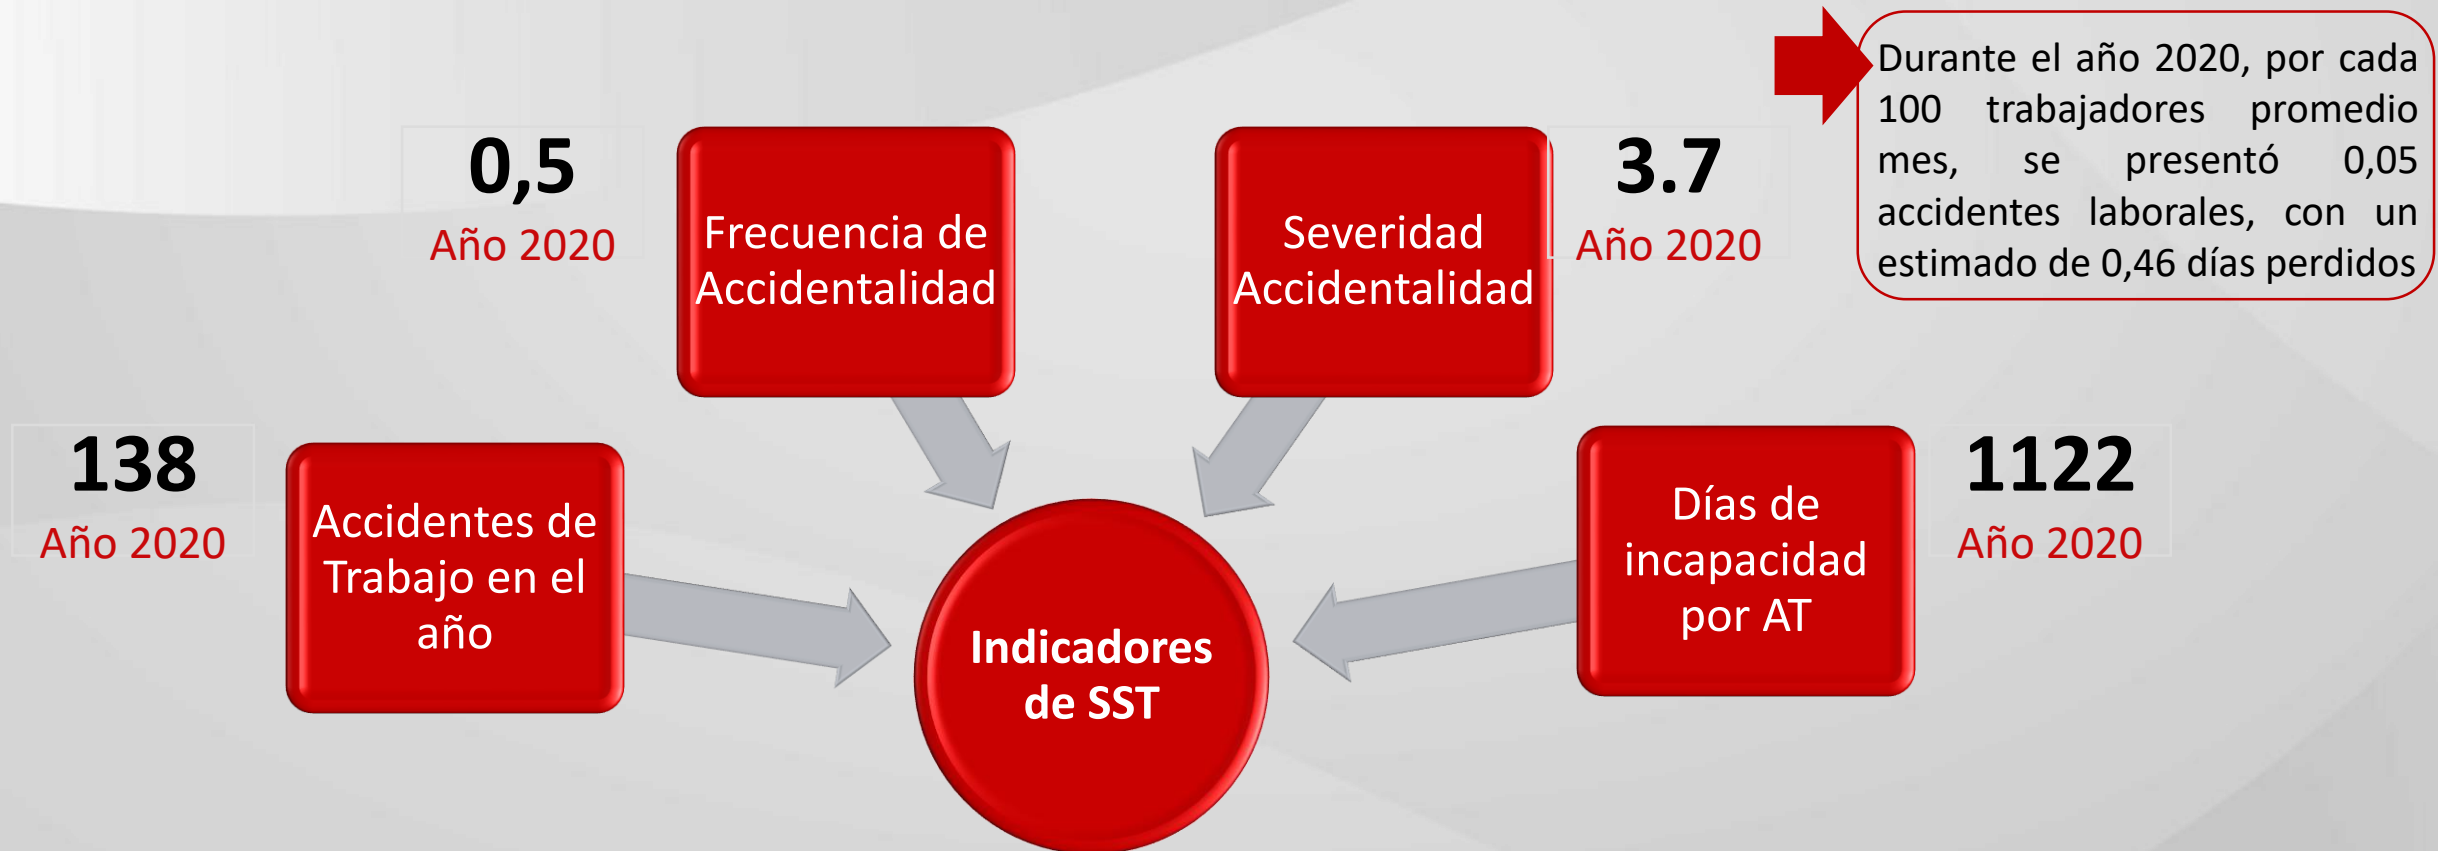 0,5
Año 2020
Frecuencia de
Accidentalidad
Severidad
Accidentalidad
3.7
Año 2020
Durante el año 2020, por cada
100 trabajadores promedio
mes, se presentó 0,05
accidentes laborales, con un
estimado de 0,46 días perdidos
138
Año 2020
Accidentes de
Trabajo en el
año
Indicadores
de SST
Días de
incapacidad
por AT
1122
Año 2020